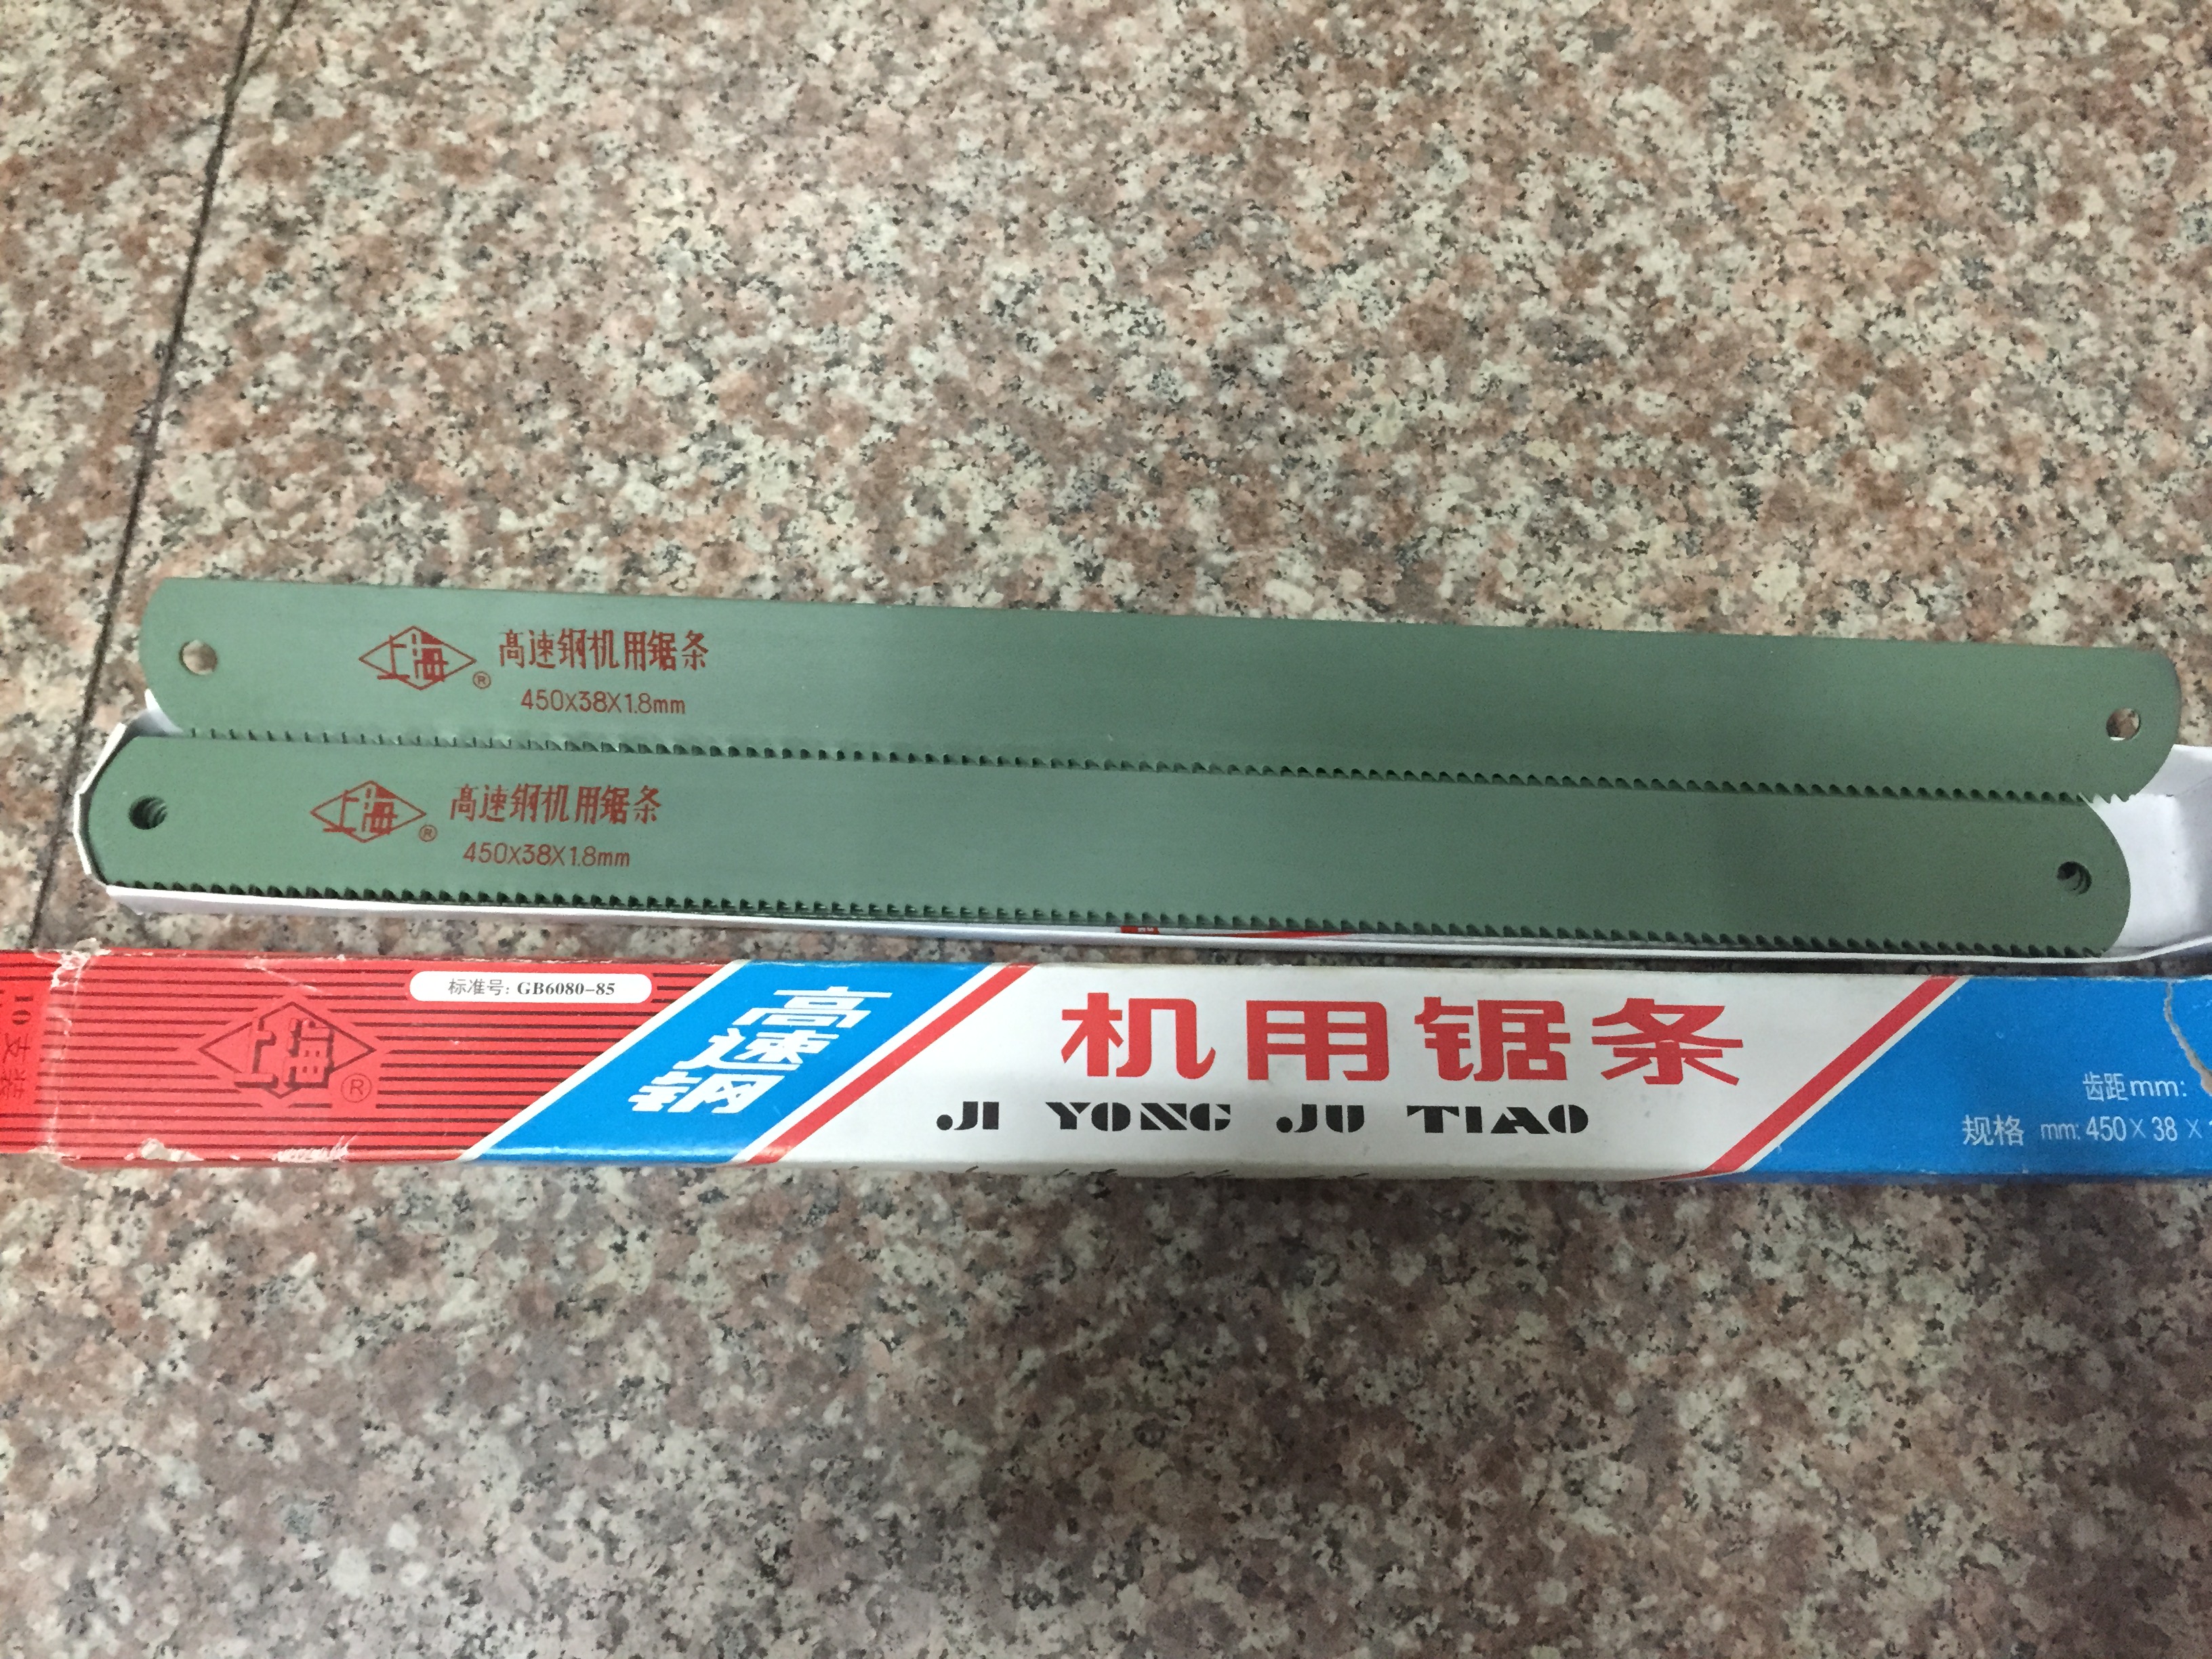 上海
®
高速钢机用锯条
450X38X1.8mm
上海
®
高速钢机用锯条
450X38X1.8mm
10支装
标准号: GB6080-85
上海
®
高速钢
机用锯条
JI YONG JU TIAO
齿距mm:
规格 mm: 450×38×